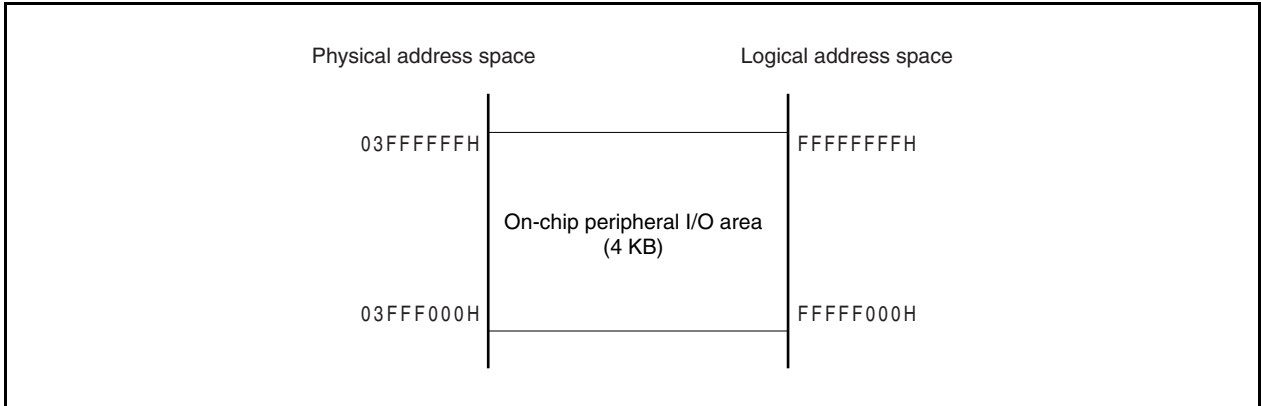 Physical address space
Logical address space
03FFFFFFH
FFFFFFFFH
On-chip peripheral I/O area
(4 KB)
03FFF000H
FFFFF000H